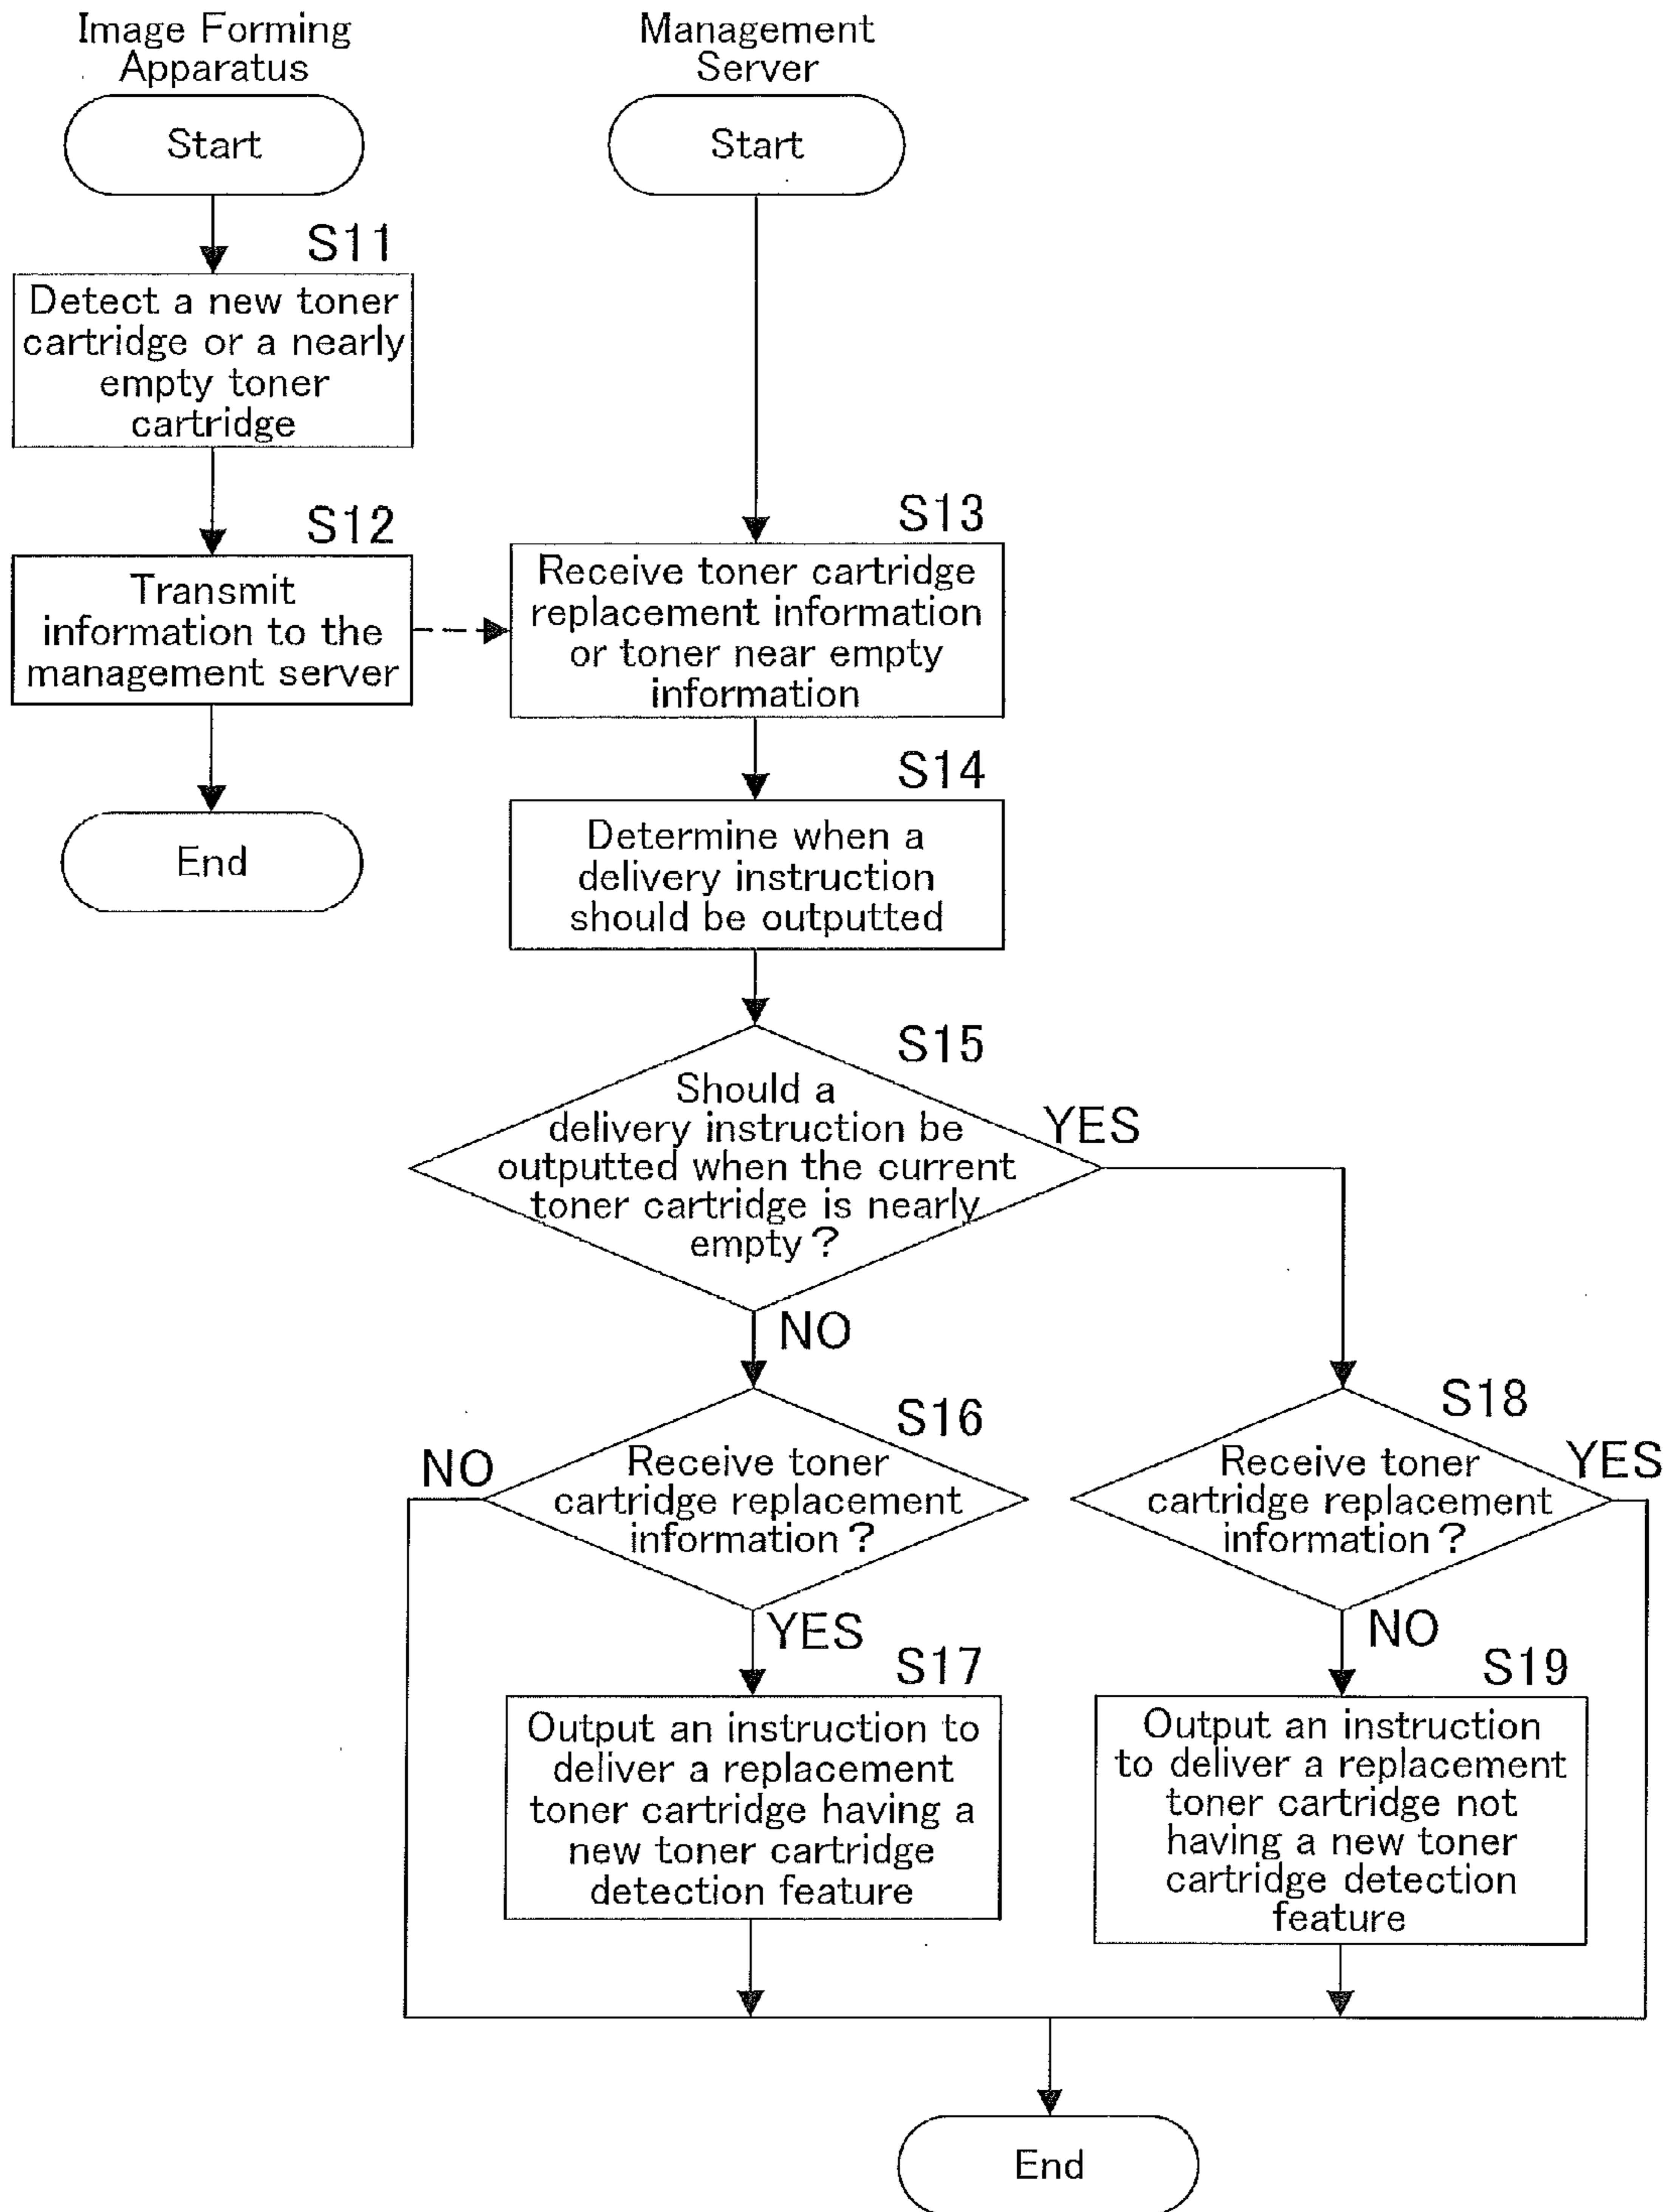 Image Forming
Apparatus
Management
Server
Start
Start
S11
Detect a new toner
cartridge or a nearly
empty toner
cartridge
S12
Transmit
information to the
management server
End
S13
Receive toner cartridge
replacement information
or toner near empty
information
S14
Determine when a
delivery instruction
should be outputted
S15
Should a
delivery instruction be
outputted when the current
toner cartridge is nearly
empty?
YES
NO
S16
Receive toner
cartridge replacement
information?
NO
YES
S17
Output an instruction to
deliver a replacement
toner cartridge having a
new toner cartridge
detection feature
S18
Receive toner
cartridge replacement
information?
YES
NO
S19
Output an instruction
to deliver a replacement
toner cartridge not
having a new toner
cartridge detection
feature
End